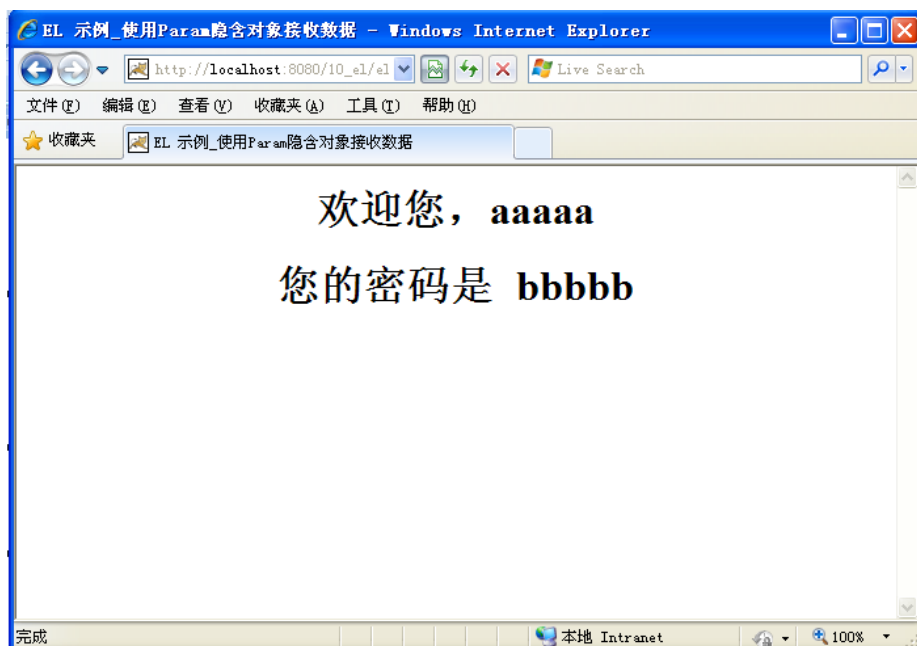 EL 示例_使用Param隐含对象接收数据 - Windows Internet Explorer
http://localhost:8080/10_el/el
Live Search
文件(F) 编辑(E) 查看(V) 收藏夹(A) 工具(T) 帮助(H)
收藏夹 EL 示例_使用Param隐含对象接收数据
欢迎您，aaaaa
您的密码是 bbbbb
完成 本地 Intranet 100%